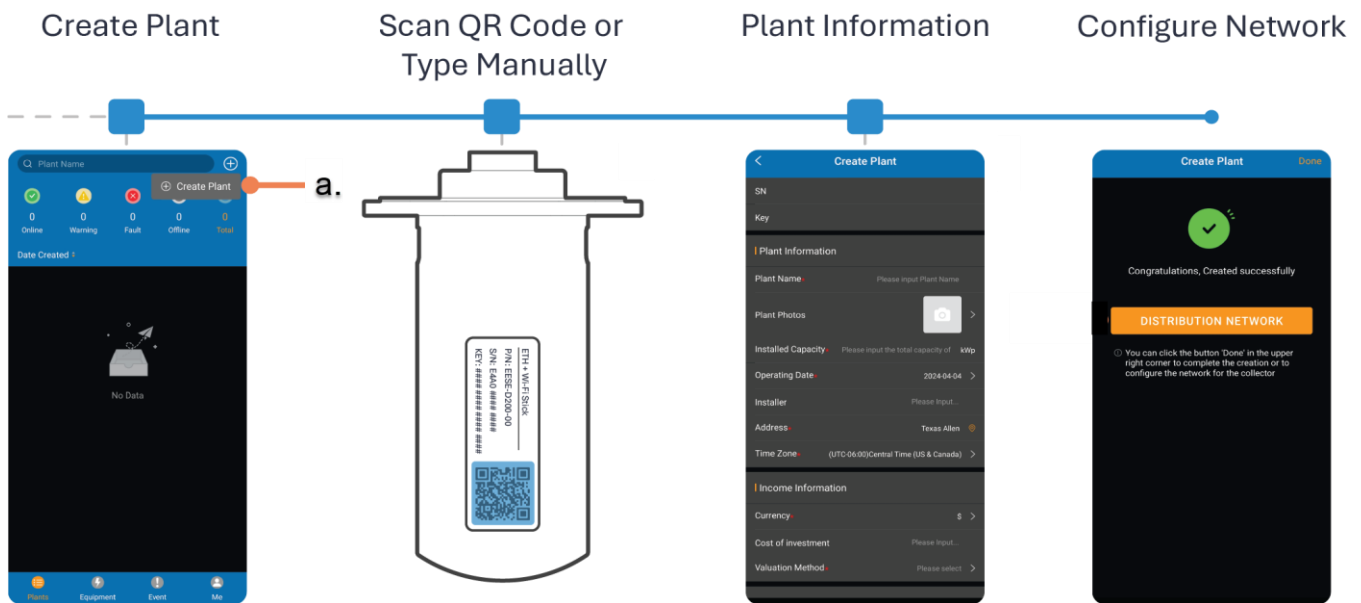 Create Plant
Scan QR Code or
Type Manually
Plant Information
Configure Network
Plant Name
Create Plant
a.
0
0
0
0
0
Online
Warning
Fault
Offline
Total
Date Created
No Data
Plants
Equipment
Event
Me
ETH + Wi-Fi Stick
P/N: EESE-D200-00
S/N: E4A0 #### ####
KEY: #### #### #### ####
Create Plant
SN
Key
Plant Information
Plant Name*
Please input Plant Name
Plant Photos
Installed Capacity*
Please input the total capacity of
kWp
Operating Date*
2024-04-04
Installer
Please Input...
Address*
Texas Allen
Time Zone*
(UTC-06:00)Central Time (US & Canada)
Income Information
Currency*
$
Cost of investment
Please Input...
Valuation Method*
Please select
Create Plant
Done
Congratulations, Created successfully
DISTRIBUTION NETWORK
You can click the button 'Done' in the upper
right corner to complete the creation or to
configure the network for the collector